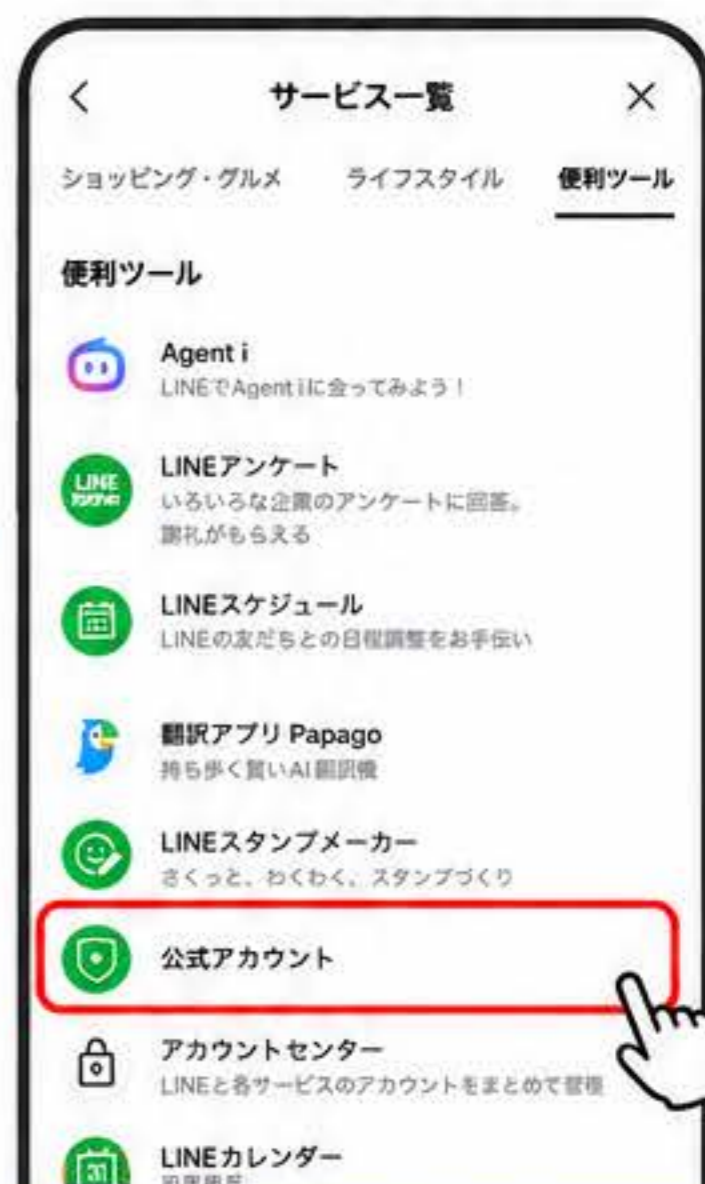 サービス一覧
ショッピング・グルメ ライフスタイル 便利ツール
便利ツール
Agent i
LINEでAgent iに会ってみよう！
LINE
LINEアンケート
いろいろな企業のアンケートに回答。
謝礼がもらえる
LINEスケジュール
LINEの友だちとの日程調整をお手伝い
翻訳アプリ Papago
持ち歩く賢いAI翻訳機
LINEスタンプメーカー
さくっと、わくわく、スタンプづくり
公式アカウント
アカウントセンター
LINEと各サービスのアカウントをまとめて管理
31
LINEカレンダー